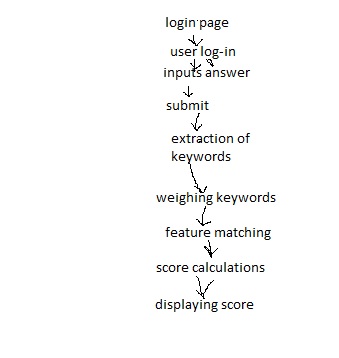 login page
user log-in
inputs answer
submit
extraction of
keywords
weighing keywords
feature matching
score calculations
displaying score